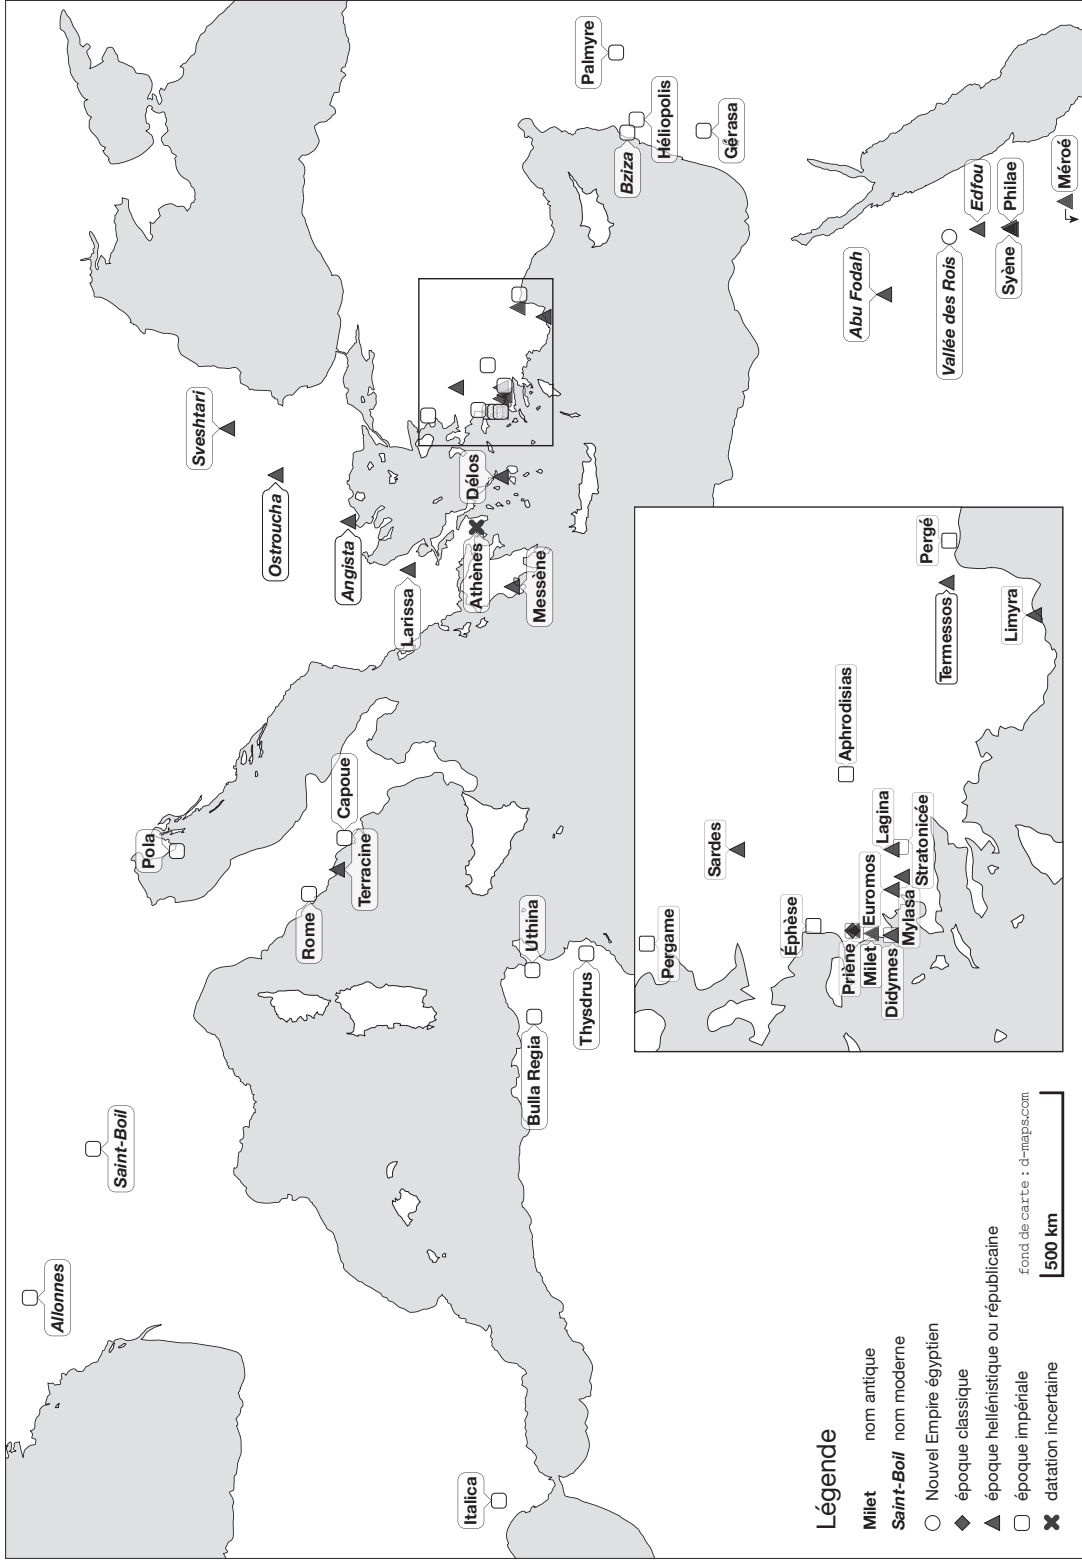 Allonnes
Saint-Boil
Italica
Pola
Rome
Terracine
Capoue
Bulla Regia
Uthina
Thysdrus
Sveshtari
Ostroucha
Angista
Larissa
Athènes
Messène
Délos
Palmyre
Bziza
Héliopolis
Gérasa
Abu Fodah
Vallée des Rois
Edfou
Syène
Philae
Méroé
Pergame
Sardes
Éphèse
Priène
Milet
Didymes
Euromos
Mylasa
Lagina
Stratonicée
Aphrodisias
Termessos
Pergé
Limyra
Légende
Milet nom antique
Saint-Boil nom moderne
Nouvel Empire égyptien
époque classique
époque hellénistique ou républicaine
époque impériale
datation incertaine
fond de carte : d-maps.com
500 km